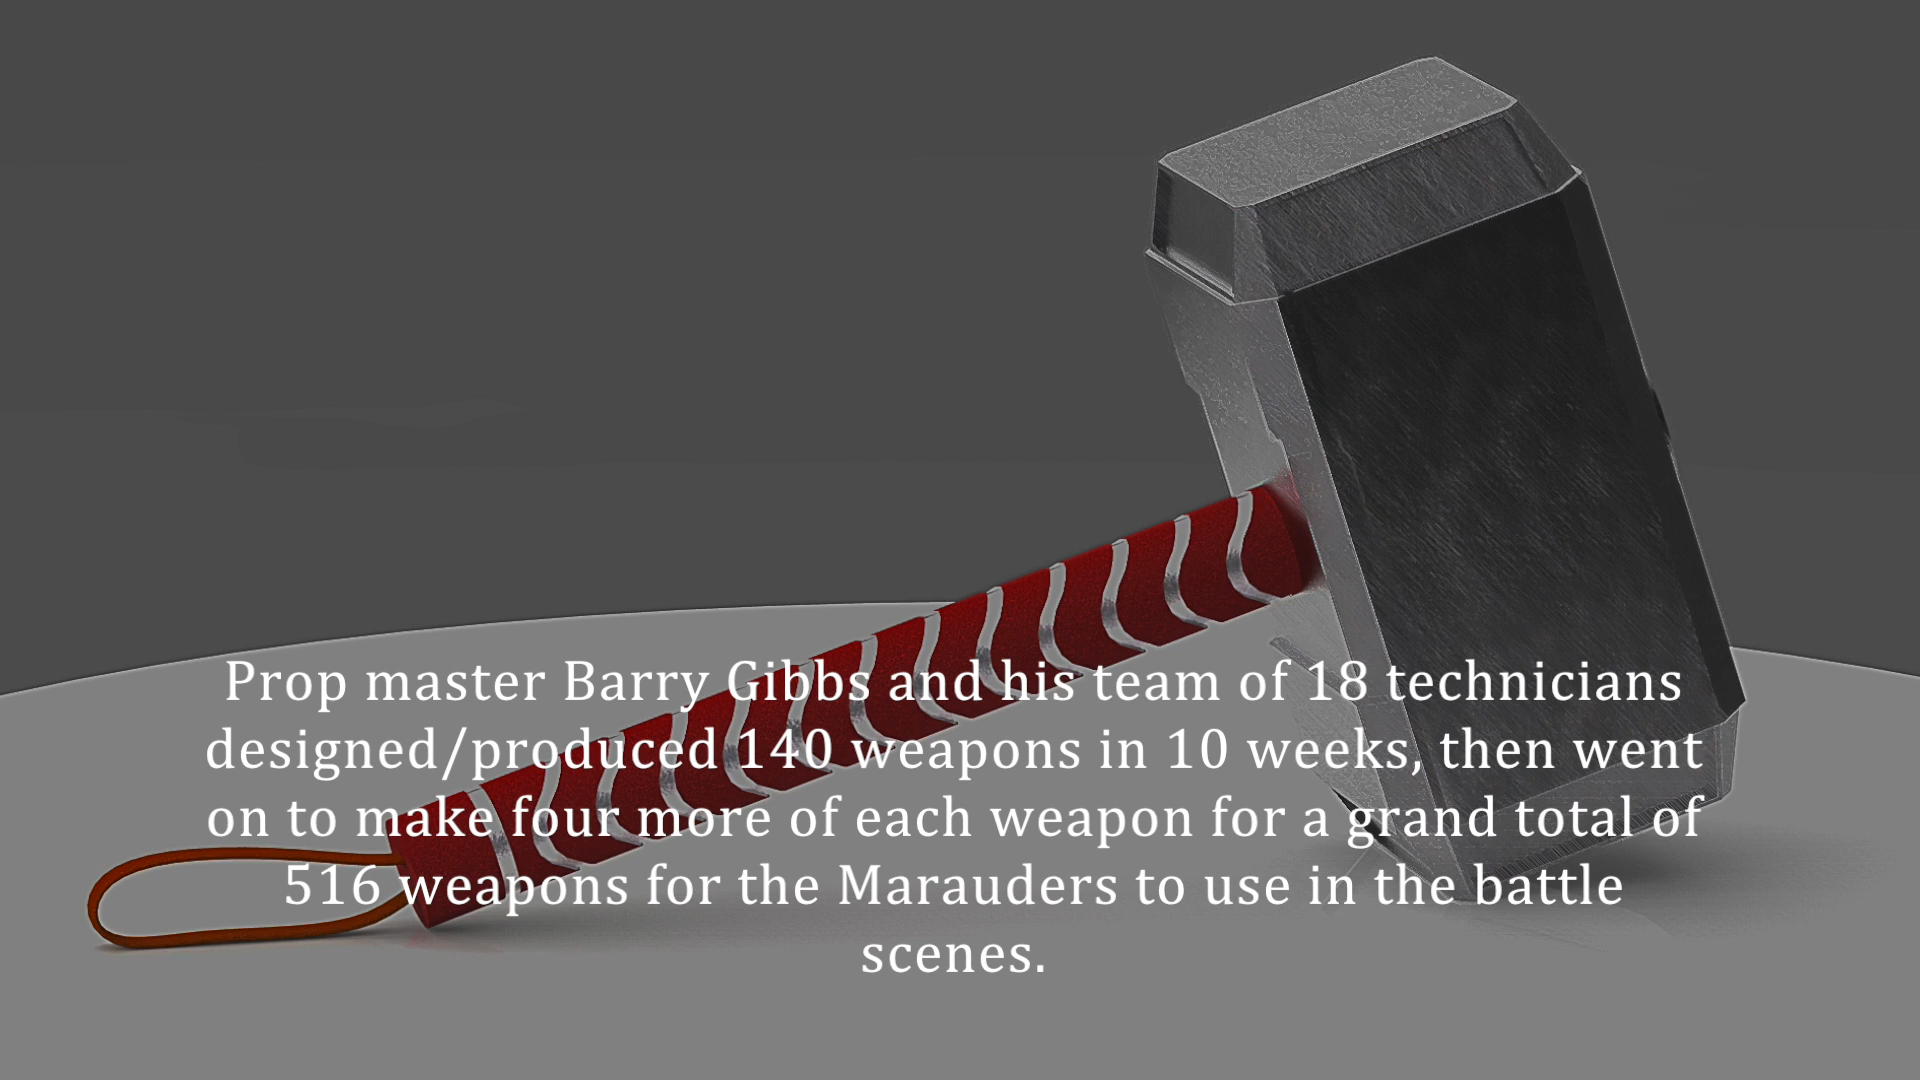 Prop master Barry Gibbs and his team of 18 technicians
designed/produced 140 weapons in 10 weeks, then went
on to make four more of each weapon for a grand total of
516 weapons for the Marauders to use in the battle
scenes.